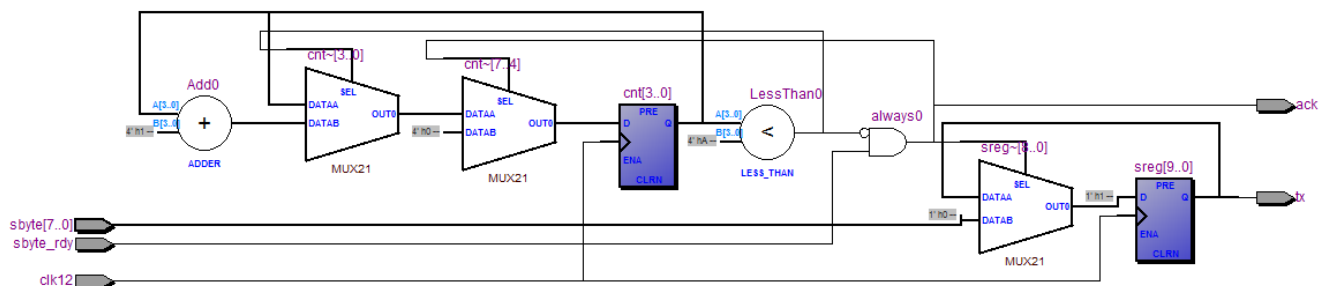 cnt~[3..0]
cnt~[7..4]
Add0
SEL
SEL
cnt[3..0]
LessThan0
always0
ack
A[3..0]
B[3..0]
4' h1
+
ADDER
DATAA
DATAB
OUT0
MUX21
DATAA
DATAB
OUT0
4' h0
MUX21
PRE
D
Q
ENA
CLRN
A[3..0]
B[3..0]
4' hA
<
LESS_THAN
sreg~[8..0]
SEL
DATAA
DATAB
OUT0
1' h0
MUX21
sreg[9..0]
PRE
1' h1
D
Q
ENA
CLRN
tx
sbyte[7..0]
sbyte_rdy
clk12